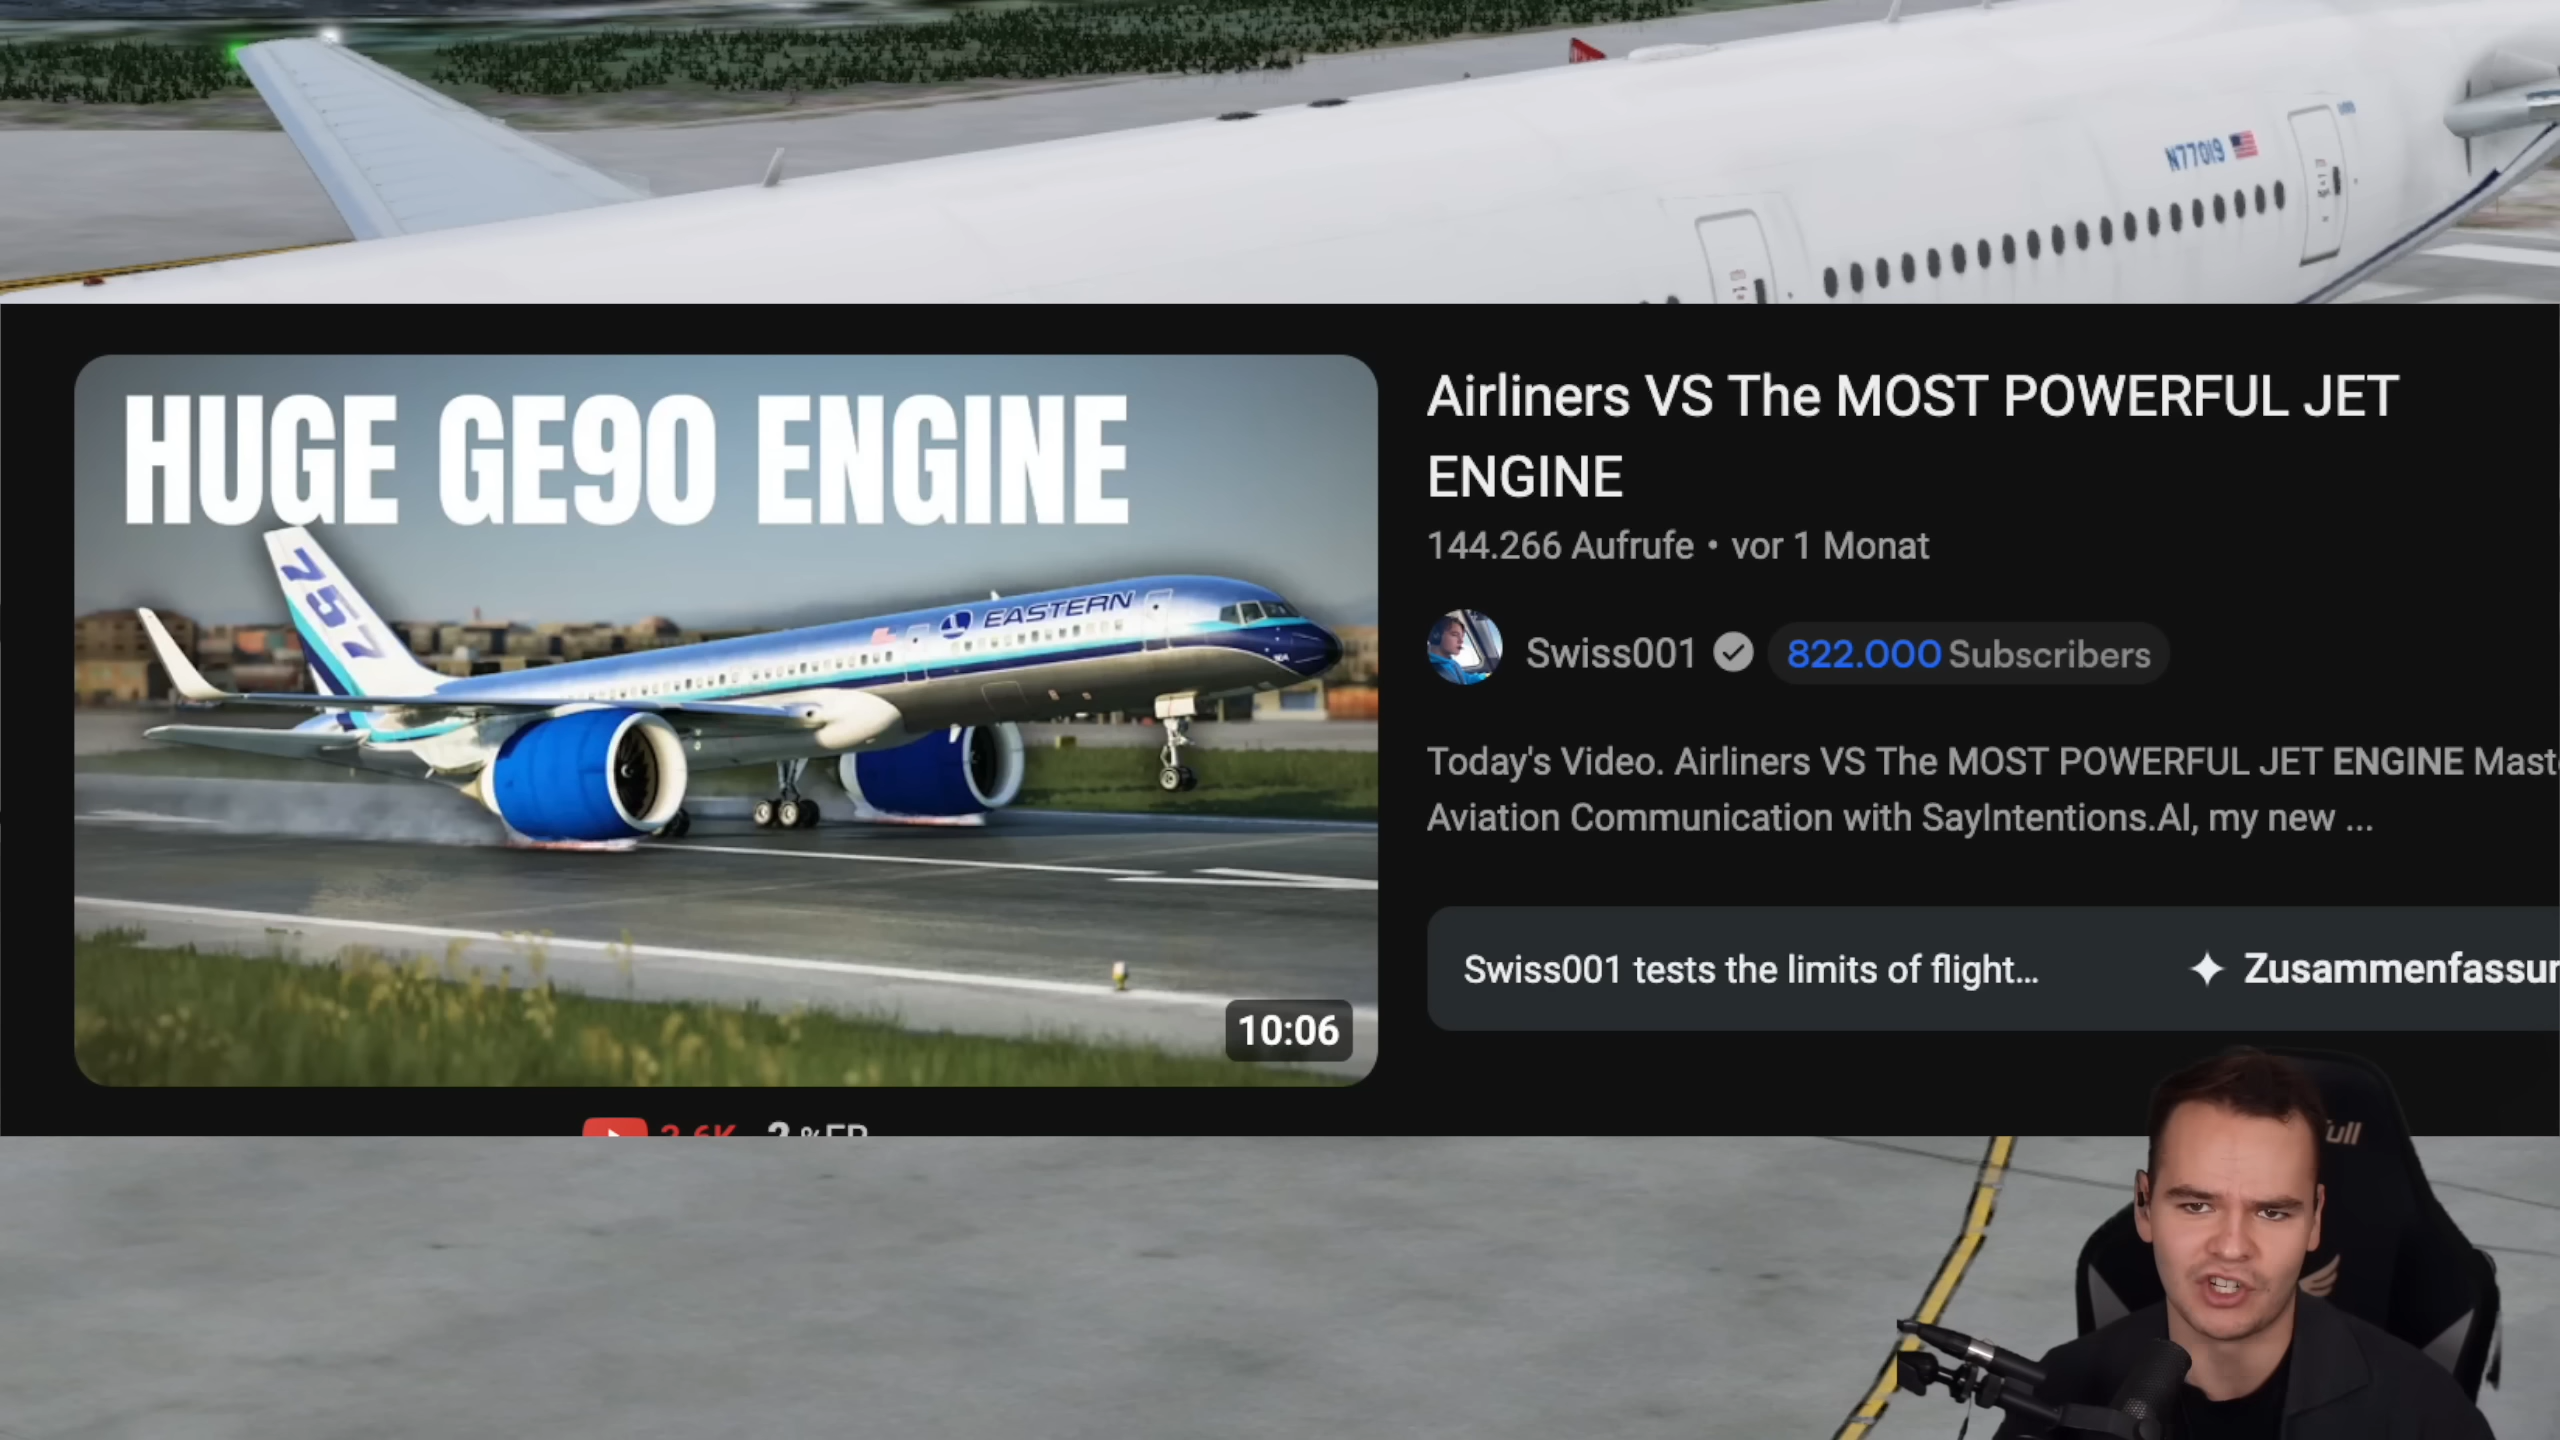 N77019
HUGE GE90 ENGINE
757
EASTERN
10:06
Airliners VS The MOST POWERFUL JET
ENGINE
144.266 Aufrufe • vor 1 Monat
Swiss001
822.000 Subscribers
Today's Video. Airliners VS The MOST POWERFUL JET ENGINE Mast
Aviation Communication with SayIntentions.AI, my new ...
Swiss001 tests the limits of flight...
Zusammenfassun